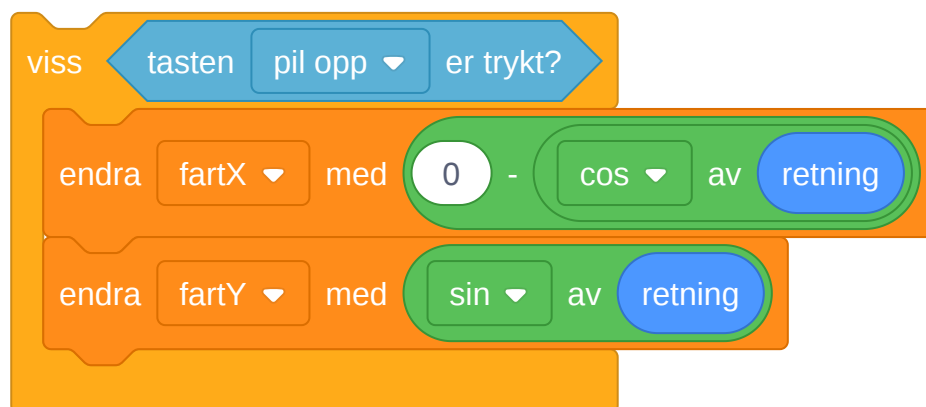 viss tasten pil opp er trykt?
endra fartX med 0 - cos av retning
endra fartY med sin av retning